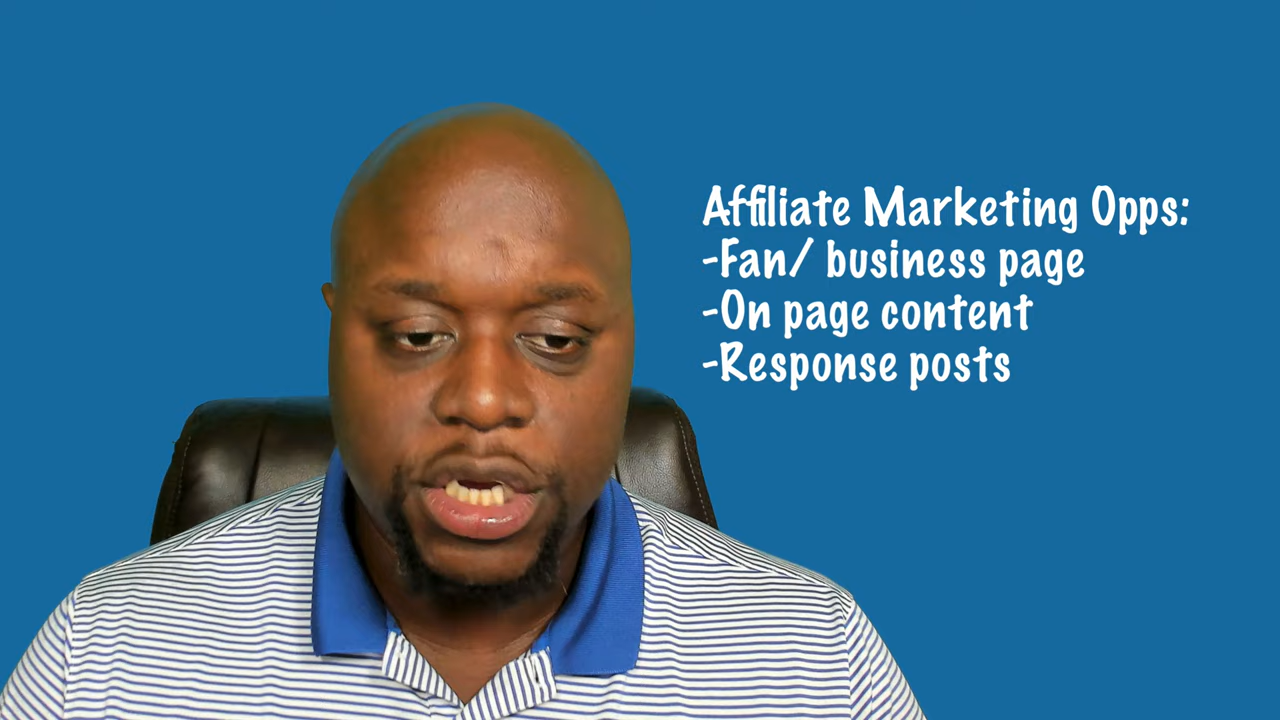 Affiliate Marketing Opps:
-Fan/ business page
-On page content
-Response posts